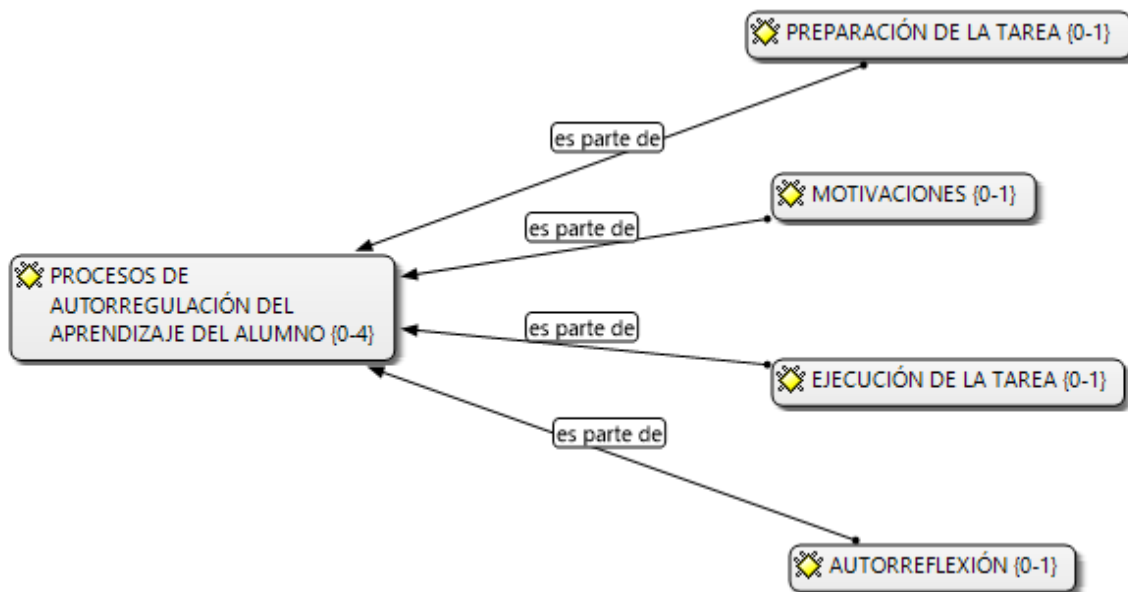 PREPARACIÓN DE LA TAREA {0-1}
es parte de
MOTIVACIONES {0-1}
es parte de
PROCESOS DE
AUTORREGULACIÓN DEL
APRENDIZAJE DEL ALUMNO {0-4}
es parte de
EJECUCIÓN DE LA TAREA {0-1}
es parte de
AUTORREFLEXIÓN {0-1}